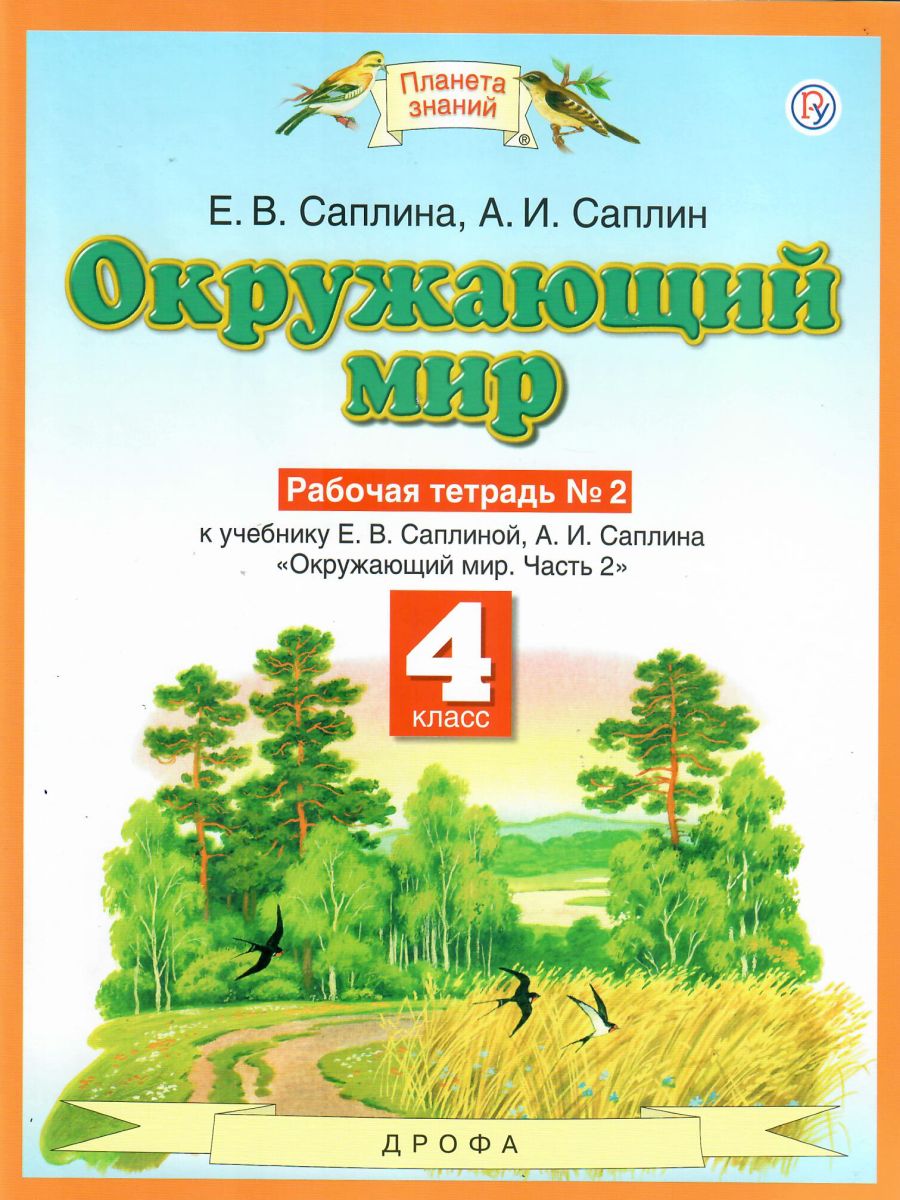 Планета
знаний
®
РУ
Е. В. Саплина, А. И. Саплин
Окружающий
мир
Рабочая тетрадь № 2
к учебнику Е. В. Саплиной, А. И. Саплина
«Окружающий мир. Часть 2»
4
класс
ДРОФА